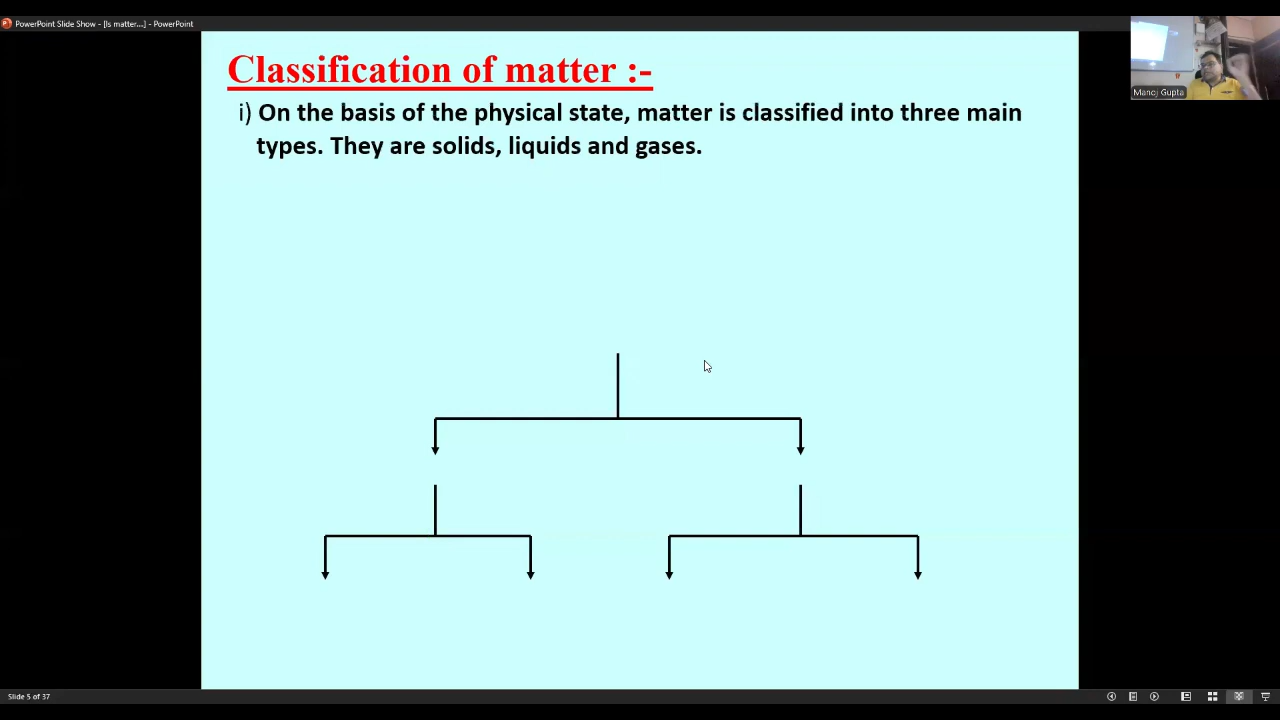 PowerPoint Slide Show - [Is matter...] - PowerPoint
Manoj Gupta
Classification of matter :-
i) On the basis of the physical state, matter is classified into three main
types. They are solids, liquids and gases.
Slide 5 of 37